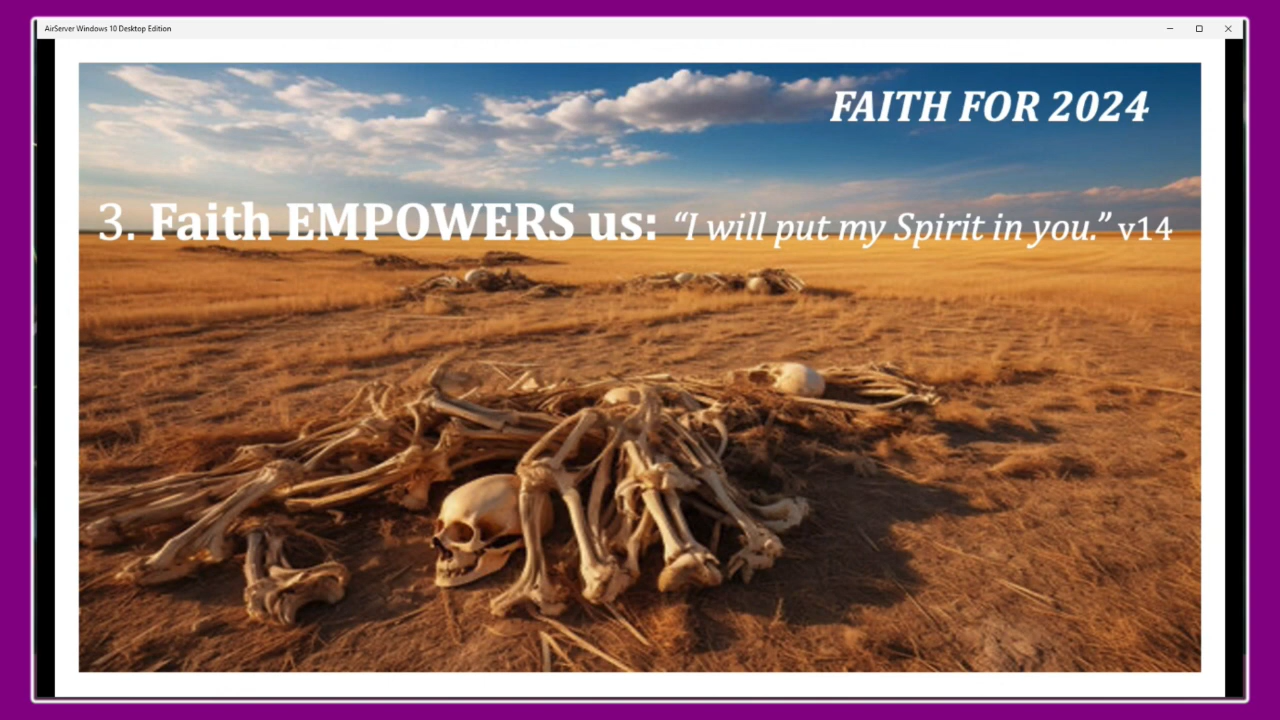 AirServer Windows 10 Desktop Edition
FAITH FOR 2024
3. Faith EMPOWERS us: “I will put my Spirit in you.” v14